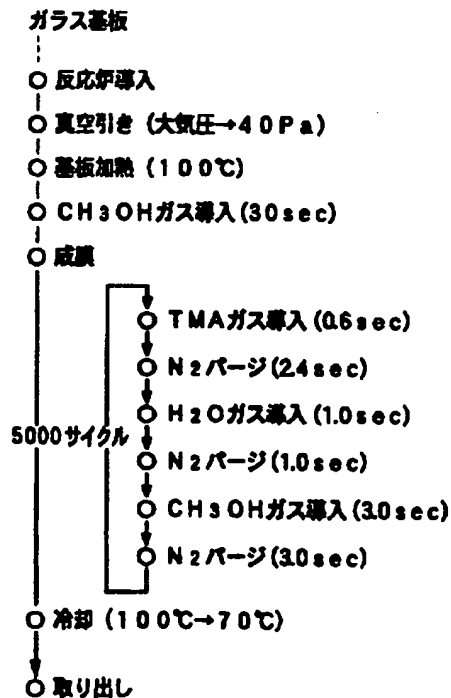 ガラス基板
反応炉導入
真空引き (大気圧→40Pa)
基板加熱 (100℃)
CH3OHガス導入 (30sec)
成膜
TMAガス導入 (0.6sec)
N2パージ (2.4sec)
H2Oガス導入 (1.0sec)
5000サイクル
N2パージ (1.0sec)
CH3OHガス導入 (3.0sec)
N2パージ (3.0sec)
冷却 (100℃→70℃)
取り出し